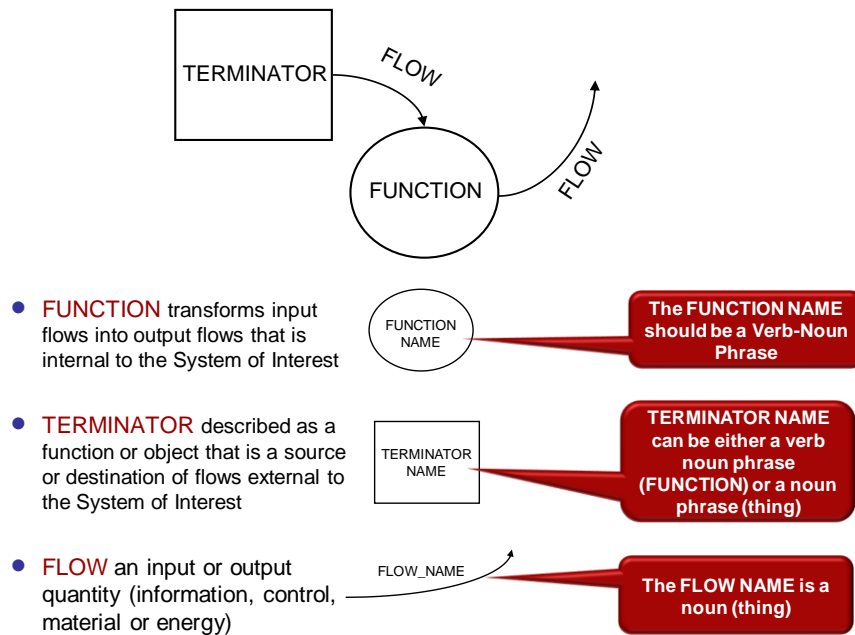 TERMINATOR
FLOW
FUNCTION
FLOW
• FUNCTION transforms input
flows into output flows that is
internal to the System of Interest
FUNCTION
NAME
The FUNCTION NAME
should be a Verb-Noun
Phrase
• TERMINATOR described as a
function or object that is a source
or destination of flows external to
the System of Interest
TERMINATOR
NAME
TERMINATOR NAME
can be either a verb
noun phrase
(FUNCTION) or a noun
phrase (thing)
• FLOW an input or output
quantity (information, control,
material or energy)
FLOW_NAME
The FLOW NAME is a
noun (thing)